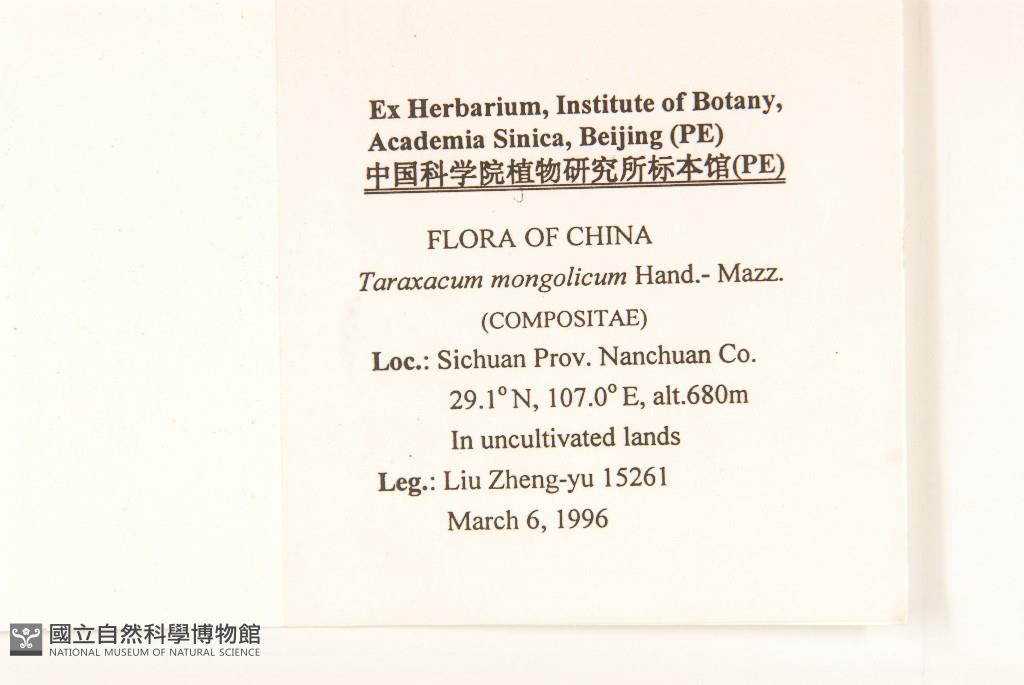 Ex Herbarium, Institute of Botany,
Academia Sinica, Beijing (PE)
中国科学院植物研究所标本馆(PE)
FLORA OF CHINA
Taraxacum mongolicum Hand.- Mazz.
(COMPOSITAE)
Loc.: Sichuan Prov. Nanchuan Co.
29.1° N, 107.0° E, alt.680m
In uncultivated lands
Leg.: Liu Zheng-yu 15261
March 6, 1996
國立自然科學博物館
NATIONAL MUSEUM OF NATURAL SCIENCE